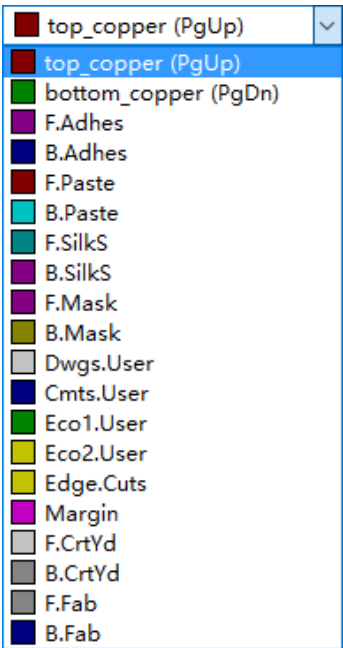 top_copper (PgUp)
top_copper (PgUp)
bottom_copper (PgDn)
F.Adhes
B.Adhes
F.Paste
B.Paste
F.SilkS
B.SilkS
F.Mask
B.Mask
Dwgs.User
Cmts.User
Eco1.User
Eco2.User
Edge.Cuts
Margin
F.CrtYd
B.CrtYd
F.Fab
B.Fab